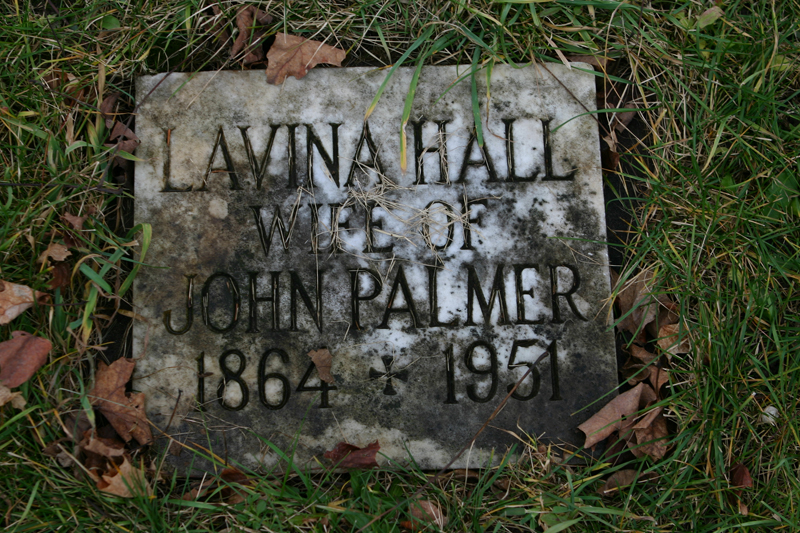 LAVINA HALL
WIFE OF
JOHN PALMER
1864 ✠ 1951